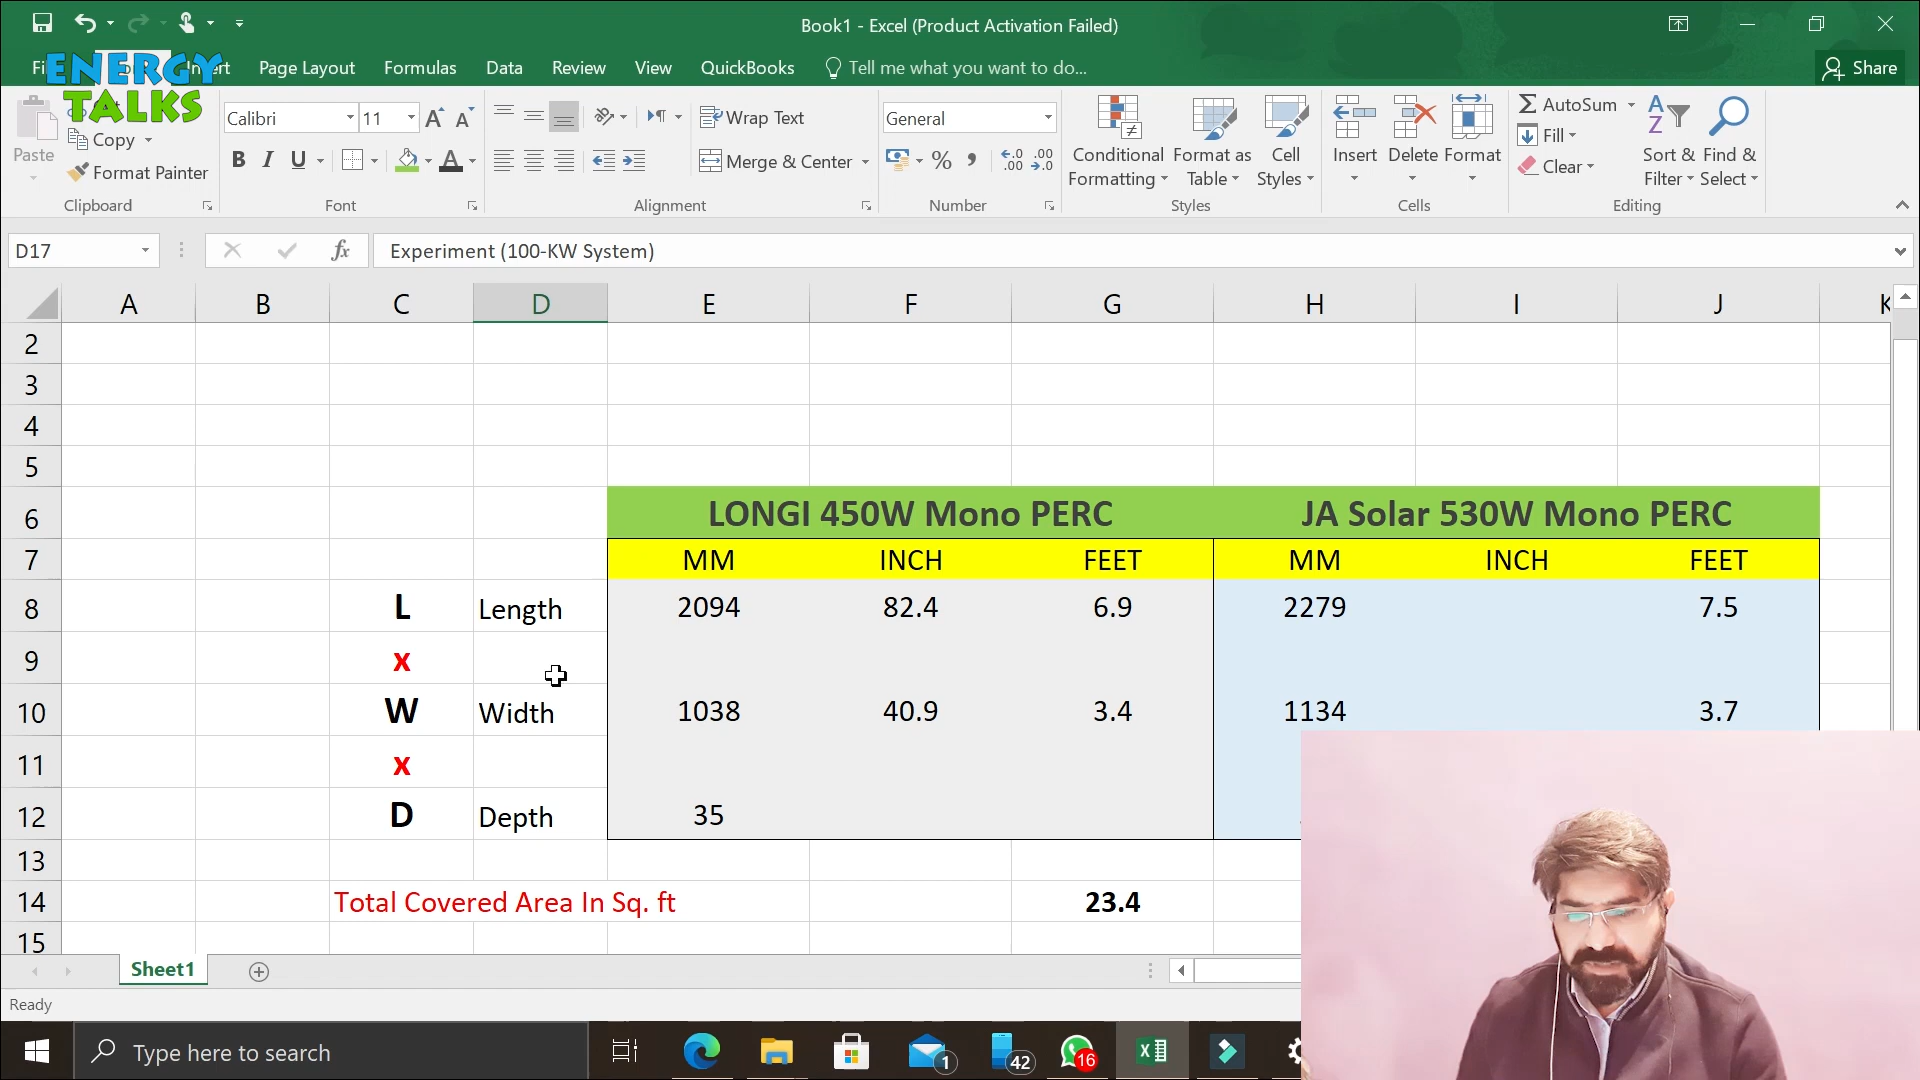 Book1 - Excel (Product Activation Failed)
ENERGY TALKS
Insert Page Layout Formulas Data Review View QuickBooks Tell me what you want to do... Share
Paste
Copy
Format Painter
Clipboard
Calibri 11
B I U A
Font
Wrap Text
Merge & Center
Alignment
General
% ,
Number
Conditional Formatting
Format as Table
Cell Styles
Styles
Insert
Delete
Format
Cells
AutoSum
Fill
Clear
Sort & Filter
Find & Select
Editing
D17 fx Experiment (100-KW System)
A B C D E F G H I J K
2
3
4
5
6 LONGI 450W Mono PERC JA Solar 530W Mono PERC
7 MM INCH FEET MM INCH FEET
8 L Length 2094 82.4 6.9 2279 7.5
9 x
10 W Width 1038 40.9 3.4 1134 3.7
11 x
12 D Depth 35
13
14 Total Covered Area In Sq. ft 23.4
15
Sheet1
Ready
Type here to search 1 42 16